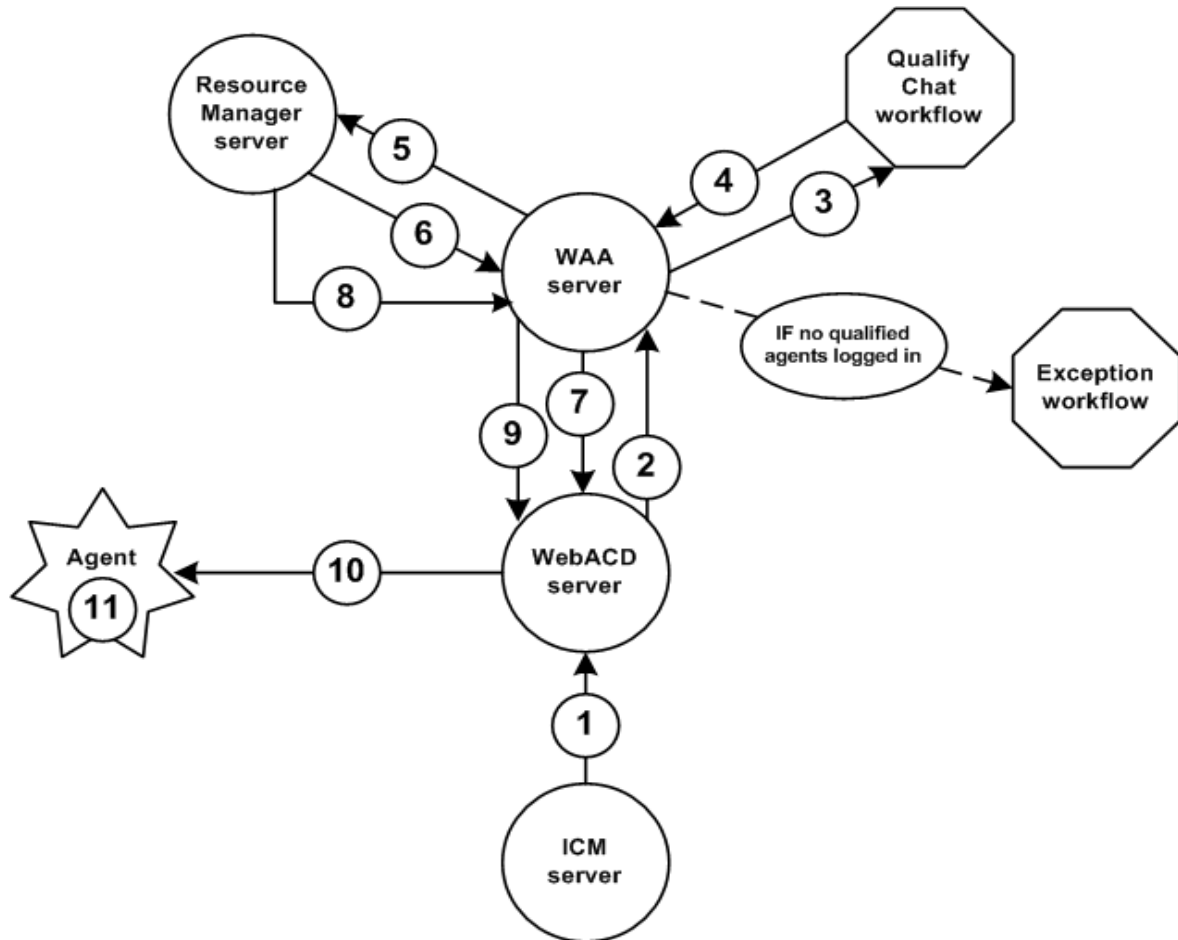 Resource
Manager
server
Qualify
Chat
workflow
5
4
3
6
WAA
server
8
IF no qualified
agents logged in
Exception
workflow
7
9
2
WebACD
server
Agent
10
11
1
ICM
server